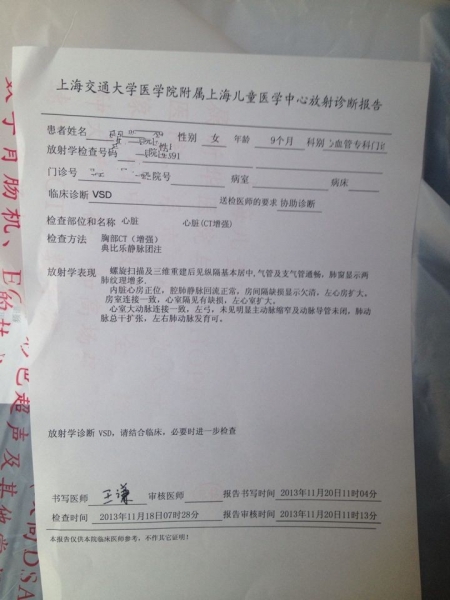 上海交通大学医学院附属上海儿童医学中心放射诊断报告
患者姓名 性别 女 年龄 9个月 科别 心血管专科门诊
放射学检查号码
门诊号 住院号 病室 病床
临床诊断 VSD 送检医师的要求 协助诊断
检查部位和名称 心脏 心脏(CT增强)
检查方法 胸部CT（增强）
典比乐静脉团注
放射学表现 螺旋扫描及三维重建后见纵隔基本居中,气管及支气管通畅，肺窗显示两
肺纹理增多.
内脏心房正位，腔肺静脉回流正常，房间隔缺损显示欠清，左心房扩大，
房室连接一致，心室隔见有缺损，左心室扩大。
心室大动脉连接一致，左弓，未见明显主动脉缩窄及动脉导管未闭，肺动
脉总干扩张，左右肺动脉发育可。
放射学诊断 VSD，请结合临床，必要时进一步检查
书写医师 王谦 审核医师 报告书写时间 2013年11月20日11时04分
检查时间 2013年11月18日07时28分 报告审核时间 2013年11月20日11时13分
本报告仅供本院临床医师参考，不作其它证明!